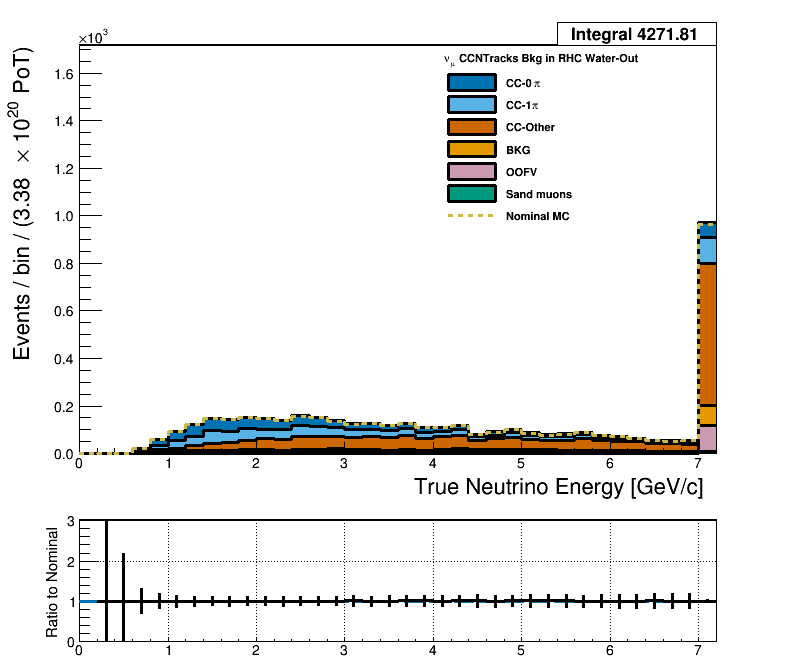 Integral 4271.81
×10³
ν_μ CCNTracks Bkg in RHC Water-Out
CC-0 π
CC-1π
CC-Other
BKG
OOFV
Sand muons
Nominal MC
Events / bin / (3.38 × 10²⁰ PoT)
1.6
1.4
1.2
1.0
0.8
0.6
0.4
0.2
0.0
0 1 2 3 4 5 6 7
True Neutrino Energy [GeV/c]
Ratio to Nominal
3
2
1
0
0 1 2 3 4 5 6 7